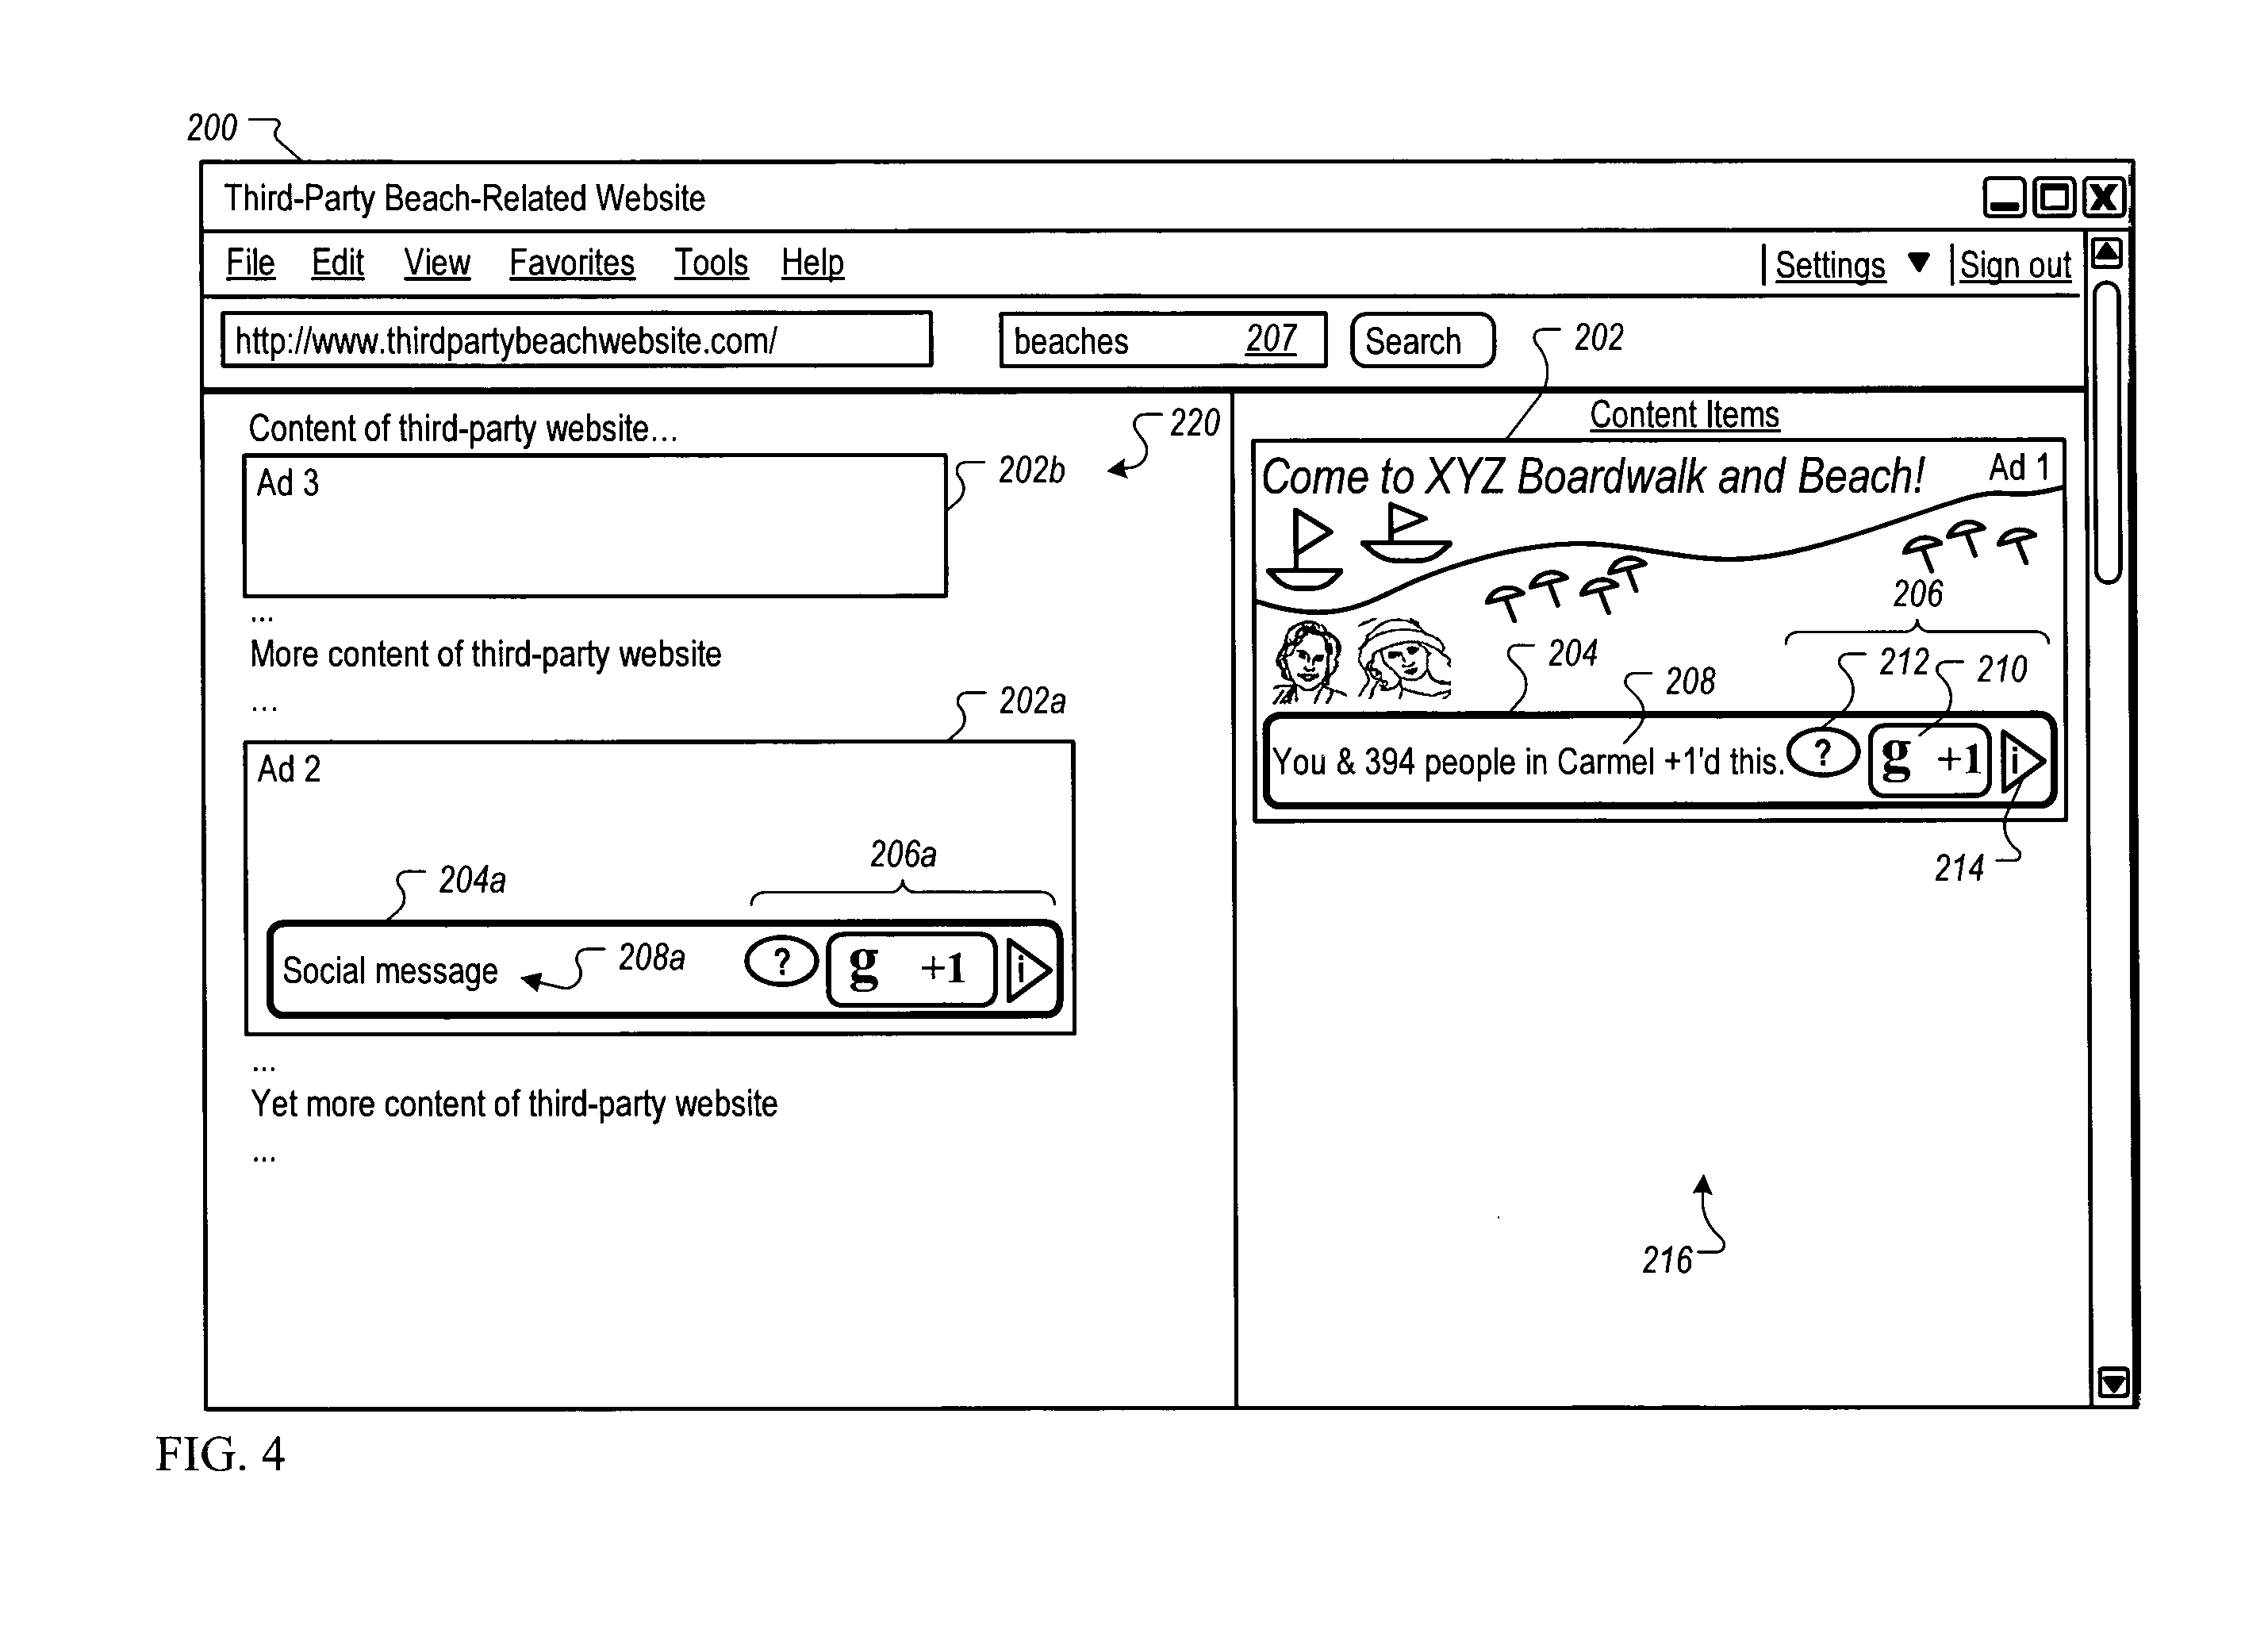 200
Third-Party Beach-Related Website
File Edit View Favorites Tools Help |Settings ▼ |Sign out
http://www.thirdpartybeachwebsite.com/ beaches 207 Search 202
Content of third-party website... 220
Ad 3 202b
...
More content of third-party website
...
202a
Ad 2
206a
204a
Social message 208a ? g +1 i
...
Yet more content of third-party website
...
Content Items
Come to XYZ Boardwalk and Beach! Ad 1
206
204 208 212 210
You & 394 people in Carmel +1'd this. ? g +1 i
214
216
FIG. 4